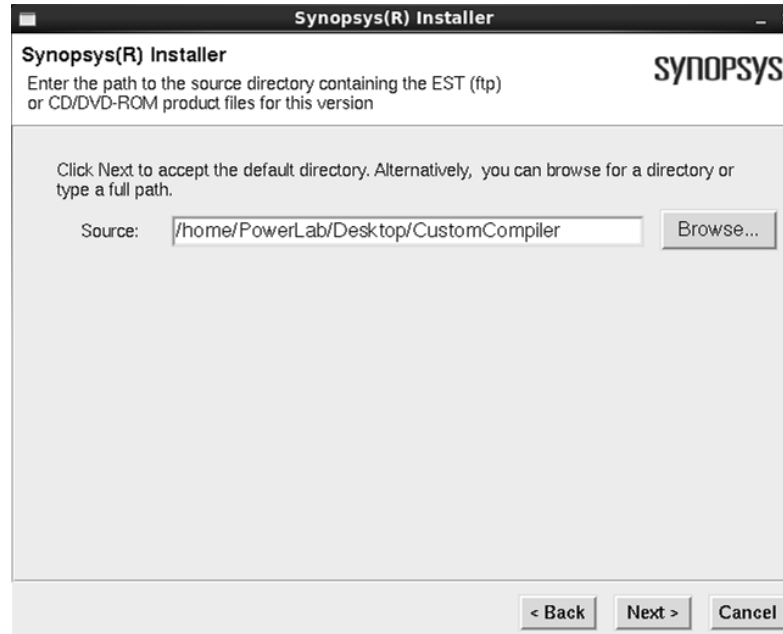 Synopsys(R) Installer
Synopsys(R) Installer
Enter the path to the source directory containing the EST (ftp)
or CD/DVD-ROM product files for this version
SYNOPSYS
Click Next to accept the default directory. Alternatively, you can browse for a directory or
type a full path.
Source: /home/PowerLab/Desktop/CustomCompiler Browse...
< Back Next > Cancel